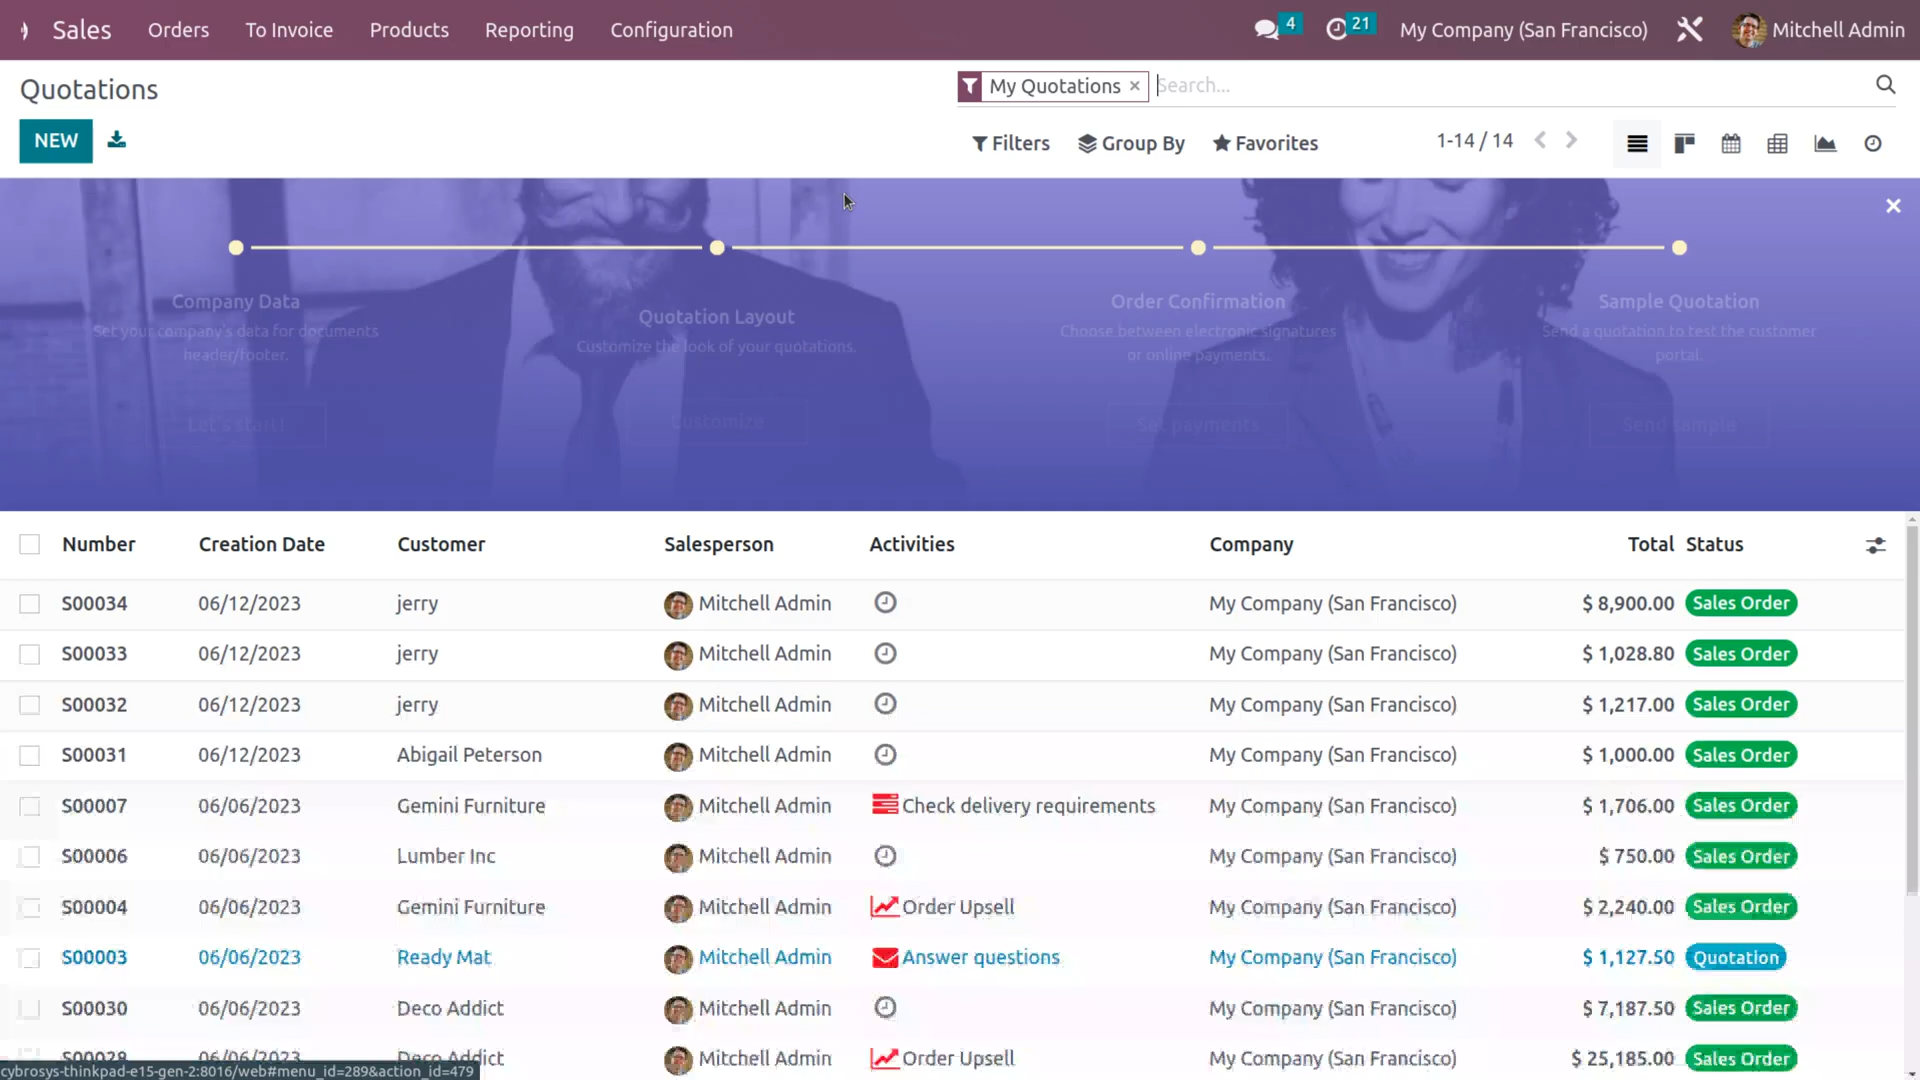 Sales Orders To Invoice Products Reporting Configuration 4 21 My Company (San Francisco) Mitchell Admin
Quotations
My Quotations × Search...
NEW
Filters Group By Favorites 1-14 / 14
Company Data
Set your company's data for documents
header/footer.
Let's start!
Quotation Layout
Customize the look of your quotations.
Customize
Order Confirmation
Choose between electronic signatures
or online payments.
Set payments
Sample Quotation
Send a quotation to test the customer
portal.
Send sample
Number Creation Date Customer Salesperson Activities Company Total Status
S00034 06/12/2023 jerry Mitchell Admin My Company (San Francisco) $ 8,900.00 Sales Order
S00033 06/12/2023 jerry Mitchell Admin My Company (San Francisco) $ 1,028.80 Sales Order
S00032 06/12/2023 jerry Mitchell Admin My Company (San Francisco) $ 1,217.00 Sales Order
S00031 06/12/2023 Abigail Peterson Mitchell Admin My Company (San Francisco) $ 1,000.00 Sales Order
S00007 06/06/2023 Gemini Furniture Mitchell Admin Check delivery requirements My Company (San Francisco) $ 1,706.00 Sales Order
S00006 06/06/2023 Lumber Inc Mitchell Admin My Company (San Francisco) $ 750.00 Sales Order
S00004 06/06/2023 Gemini Furniture Mitchell Admin Order Upsell My Company (San Francisco) $ 2,240.00 Sales Order
S00003 06/06/2023 Ready Mat Mitchell Admin Answer questions My Company (San Francisco) $ 1,127.50 Quotation
S00030 06/06/2023 Deco Addict Mitchell Admin My Company (San Francisco) $ 7,187.50 Sales Order
06/06/2023 Deco Addict Mitchell Admin Order Upsell My Company (San Francisco) $ 25,185.00 Sales Order
cybrosys-thinkpad-e15-gen-2:8016/web#menu_id=289&action_id=479